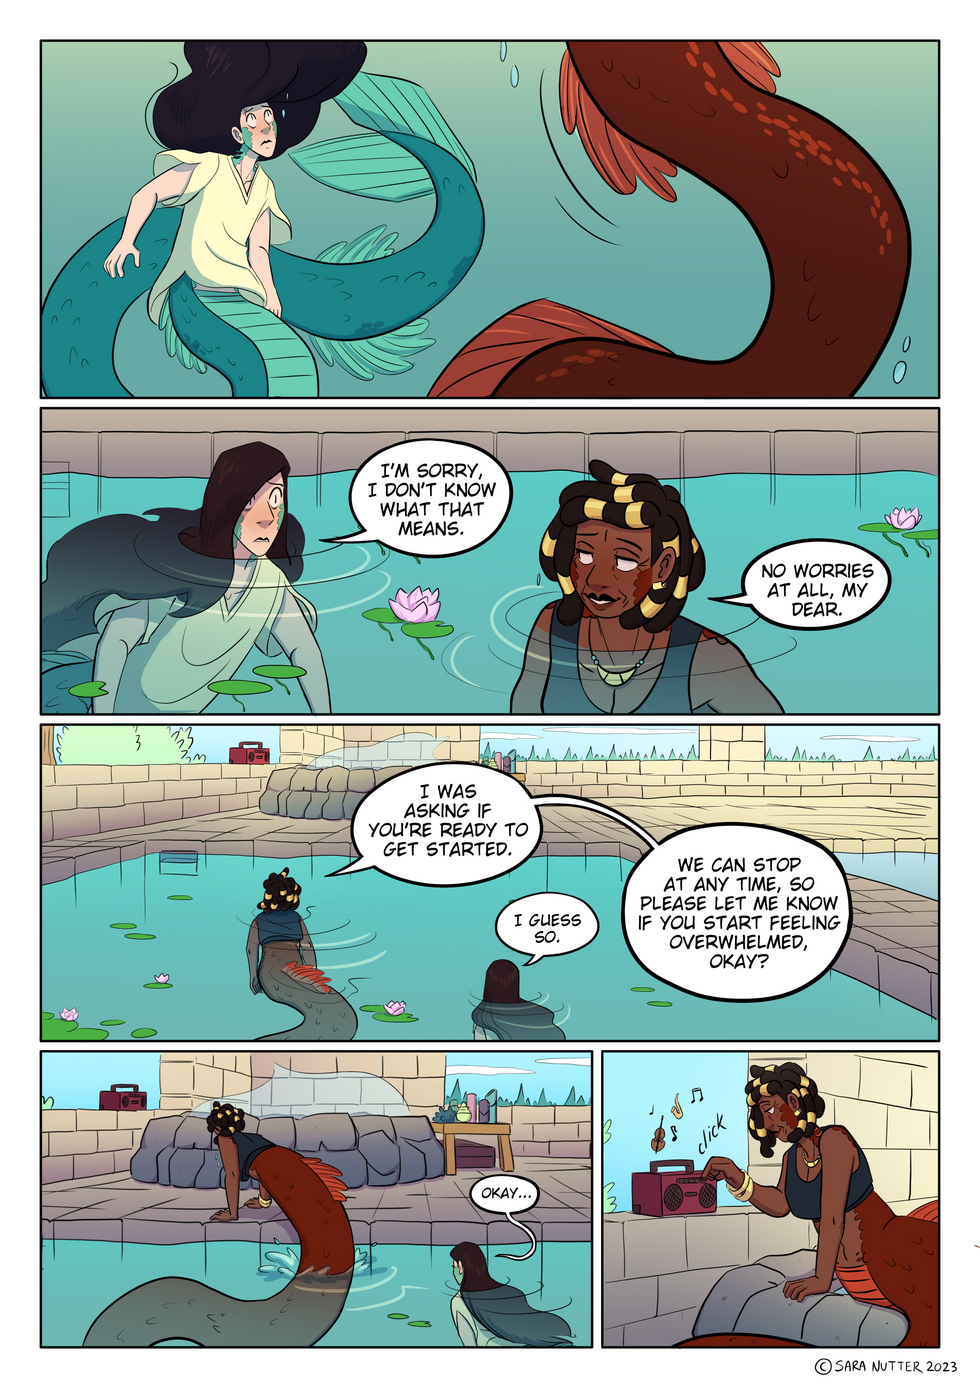 I'M SORRY,
I DON'T KNOW
WHAT THAT
MEANS.
NO WORRIES
AT ALL, MY
DEAR.
I WAS
ASKING IF
YOU'RE READY TO
GET STARTED.
WE CAN STOP
AT ANY TIME, SO
PLEASE LET ME KNOW
IF YOU START FEELING
OVERWHELMED,
OKAY?
I GUESS
SO.
OKAY...
click
© SARA NUTTER 2023